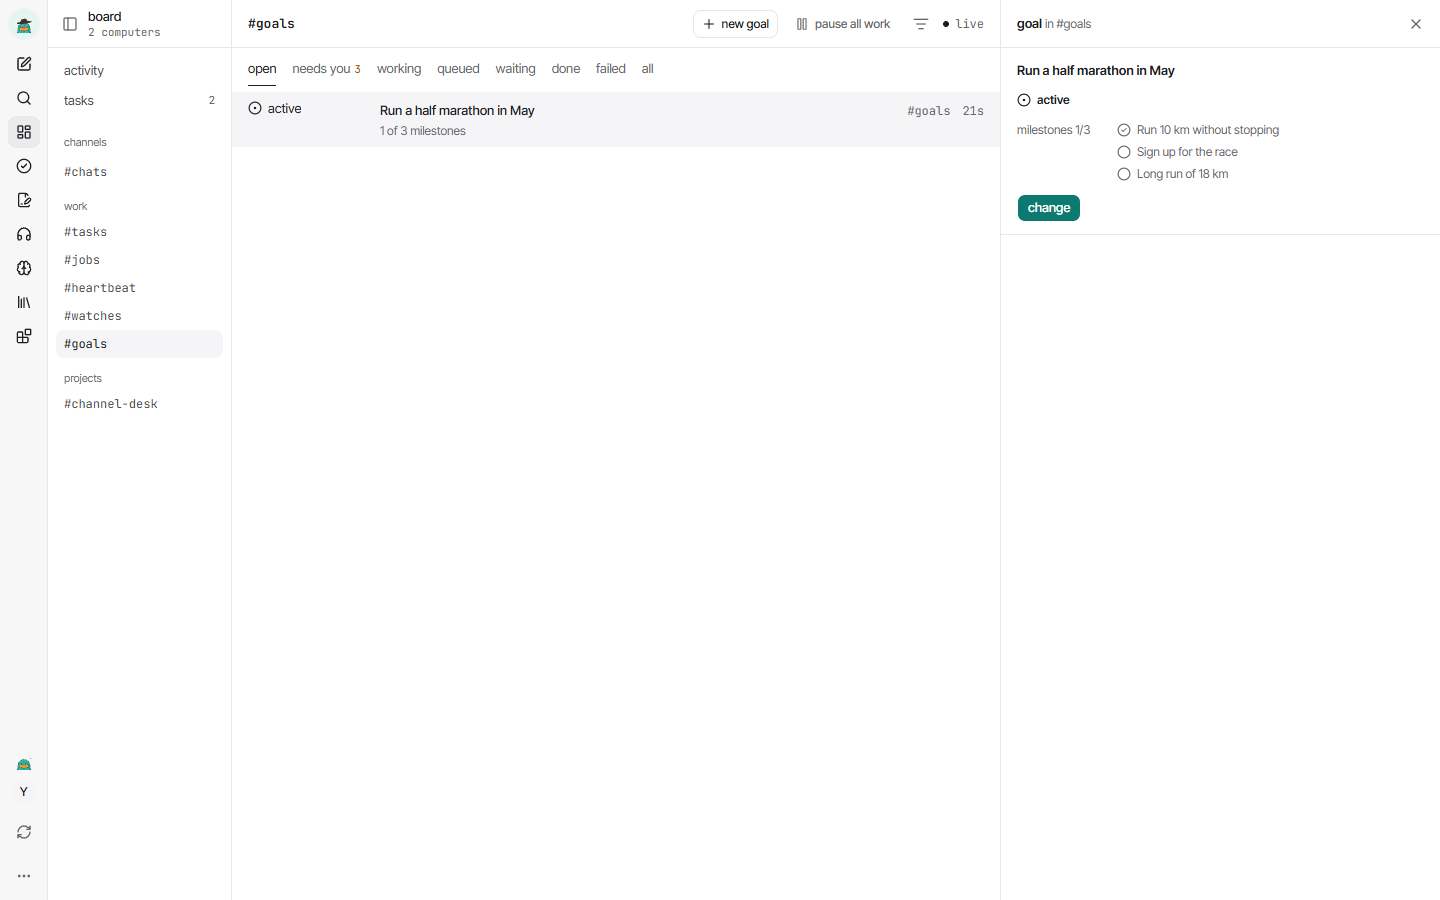 board
2 computers
activity
tasks 2
channels
#chats
work
#tasks
#jobs
#heartbeat
#watches
#goals
projects
#channel-desk
Y
#goals
new goal
pause all work
live
open needs you 3 working queued waiting done failed all
active
Run a half marathon in May
#goals 21s
1 of 3 milestones
goal in #goals
Run a half marathon in May
active
milestones 1/3
Run 10 km without stopping
Sign up for the race
Long run of 18 km
change